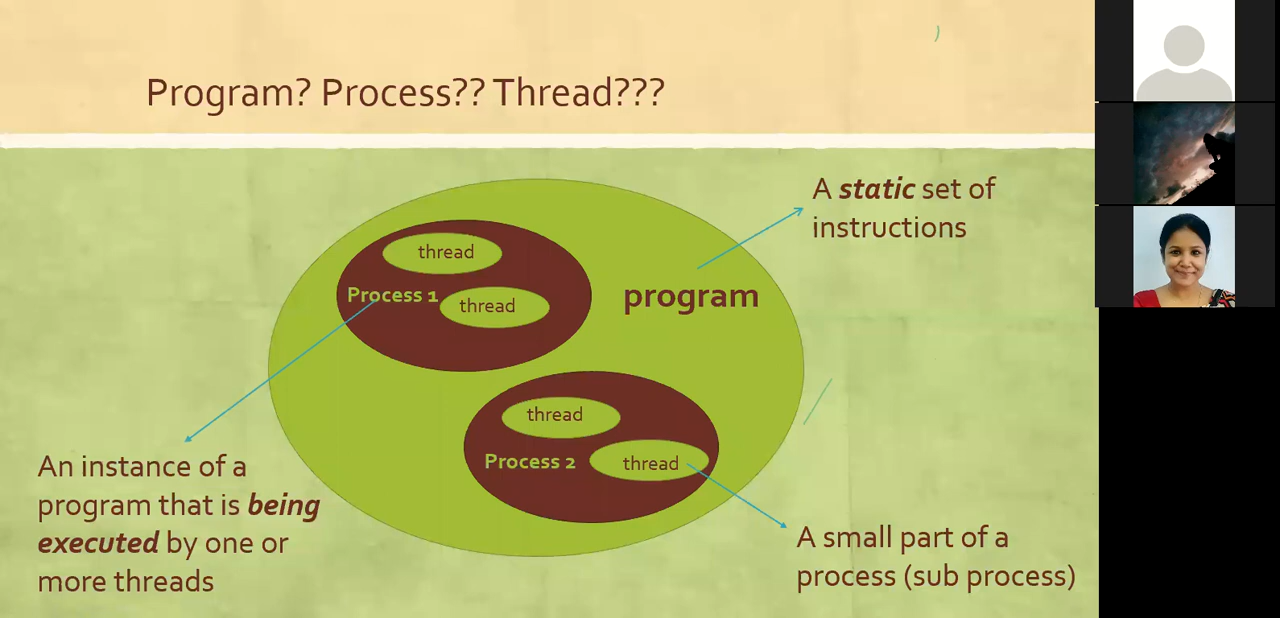 Program? Process?? Thread???
A static set of
instructions
thread
Process 1
thread
program
thread
Process 2
thread
An instance of a
program that is being
executed by one or
more threads
A small part of a
process (sub process)